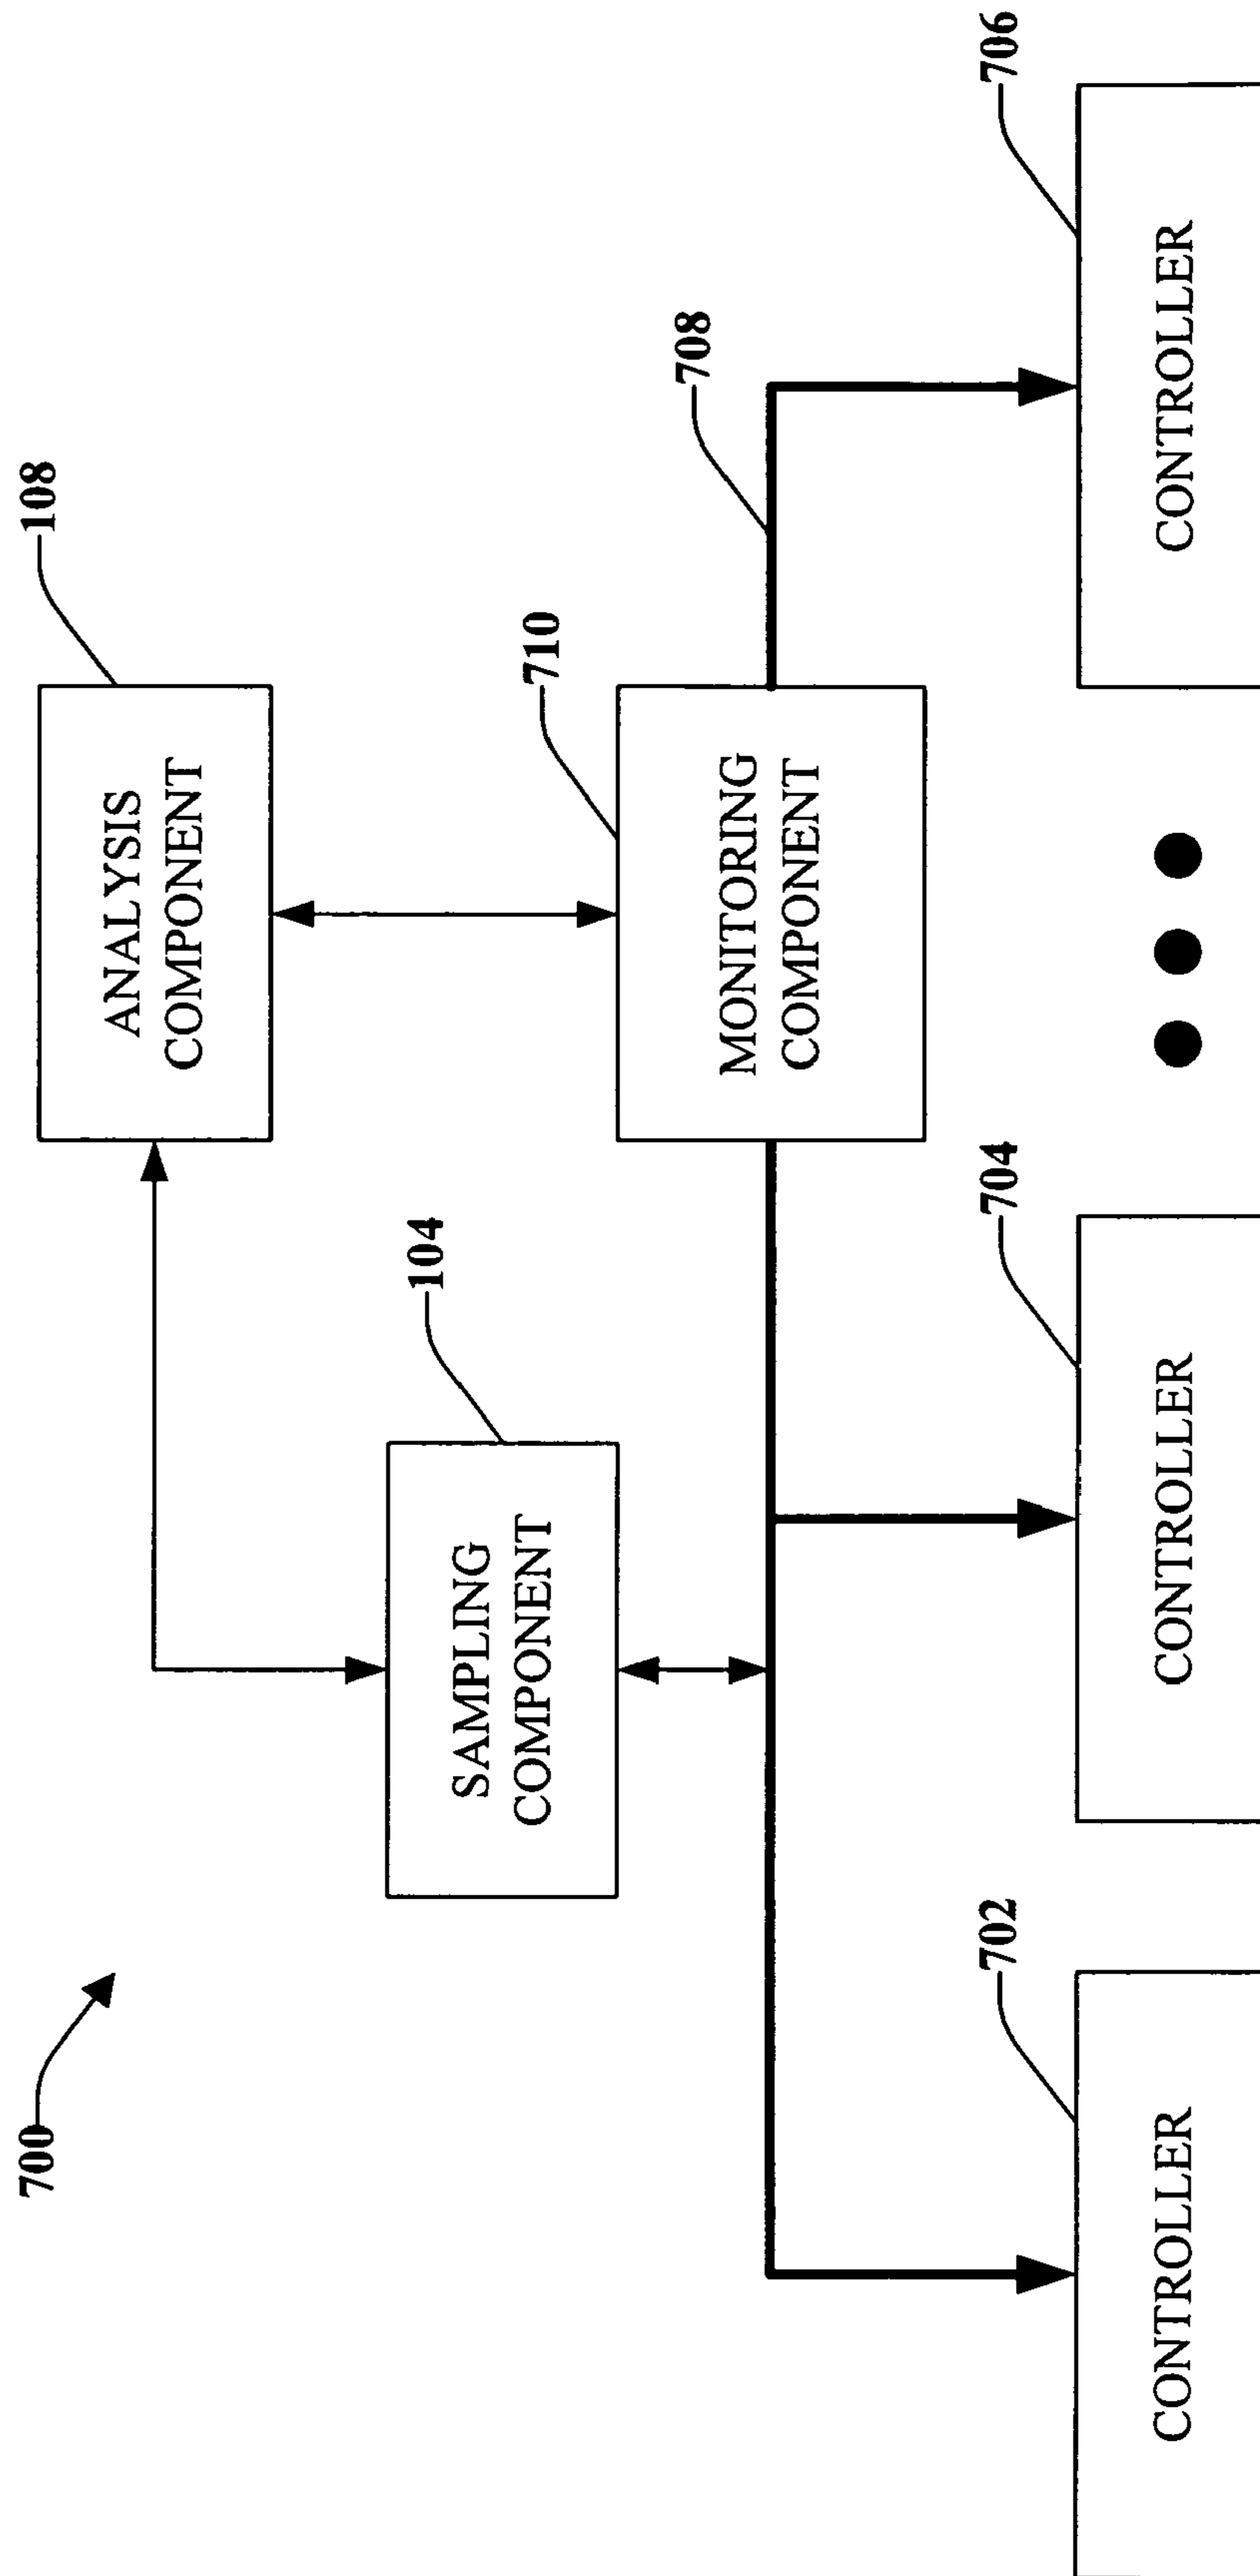 700
108
ANALYSIS
COMPONENT
104
SAMPLING
COMPONENT
710
MONITORING
COMPONENT
708
702
CONTROLLER
704
CONTROLLER
706
CONTROLLER